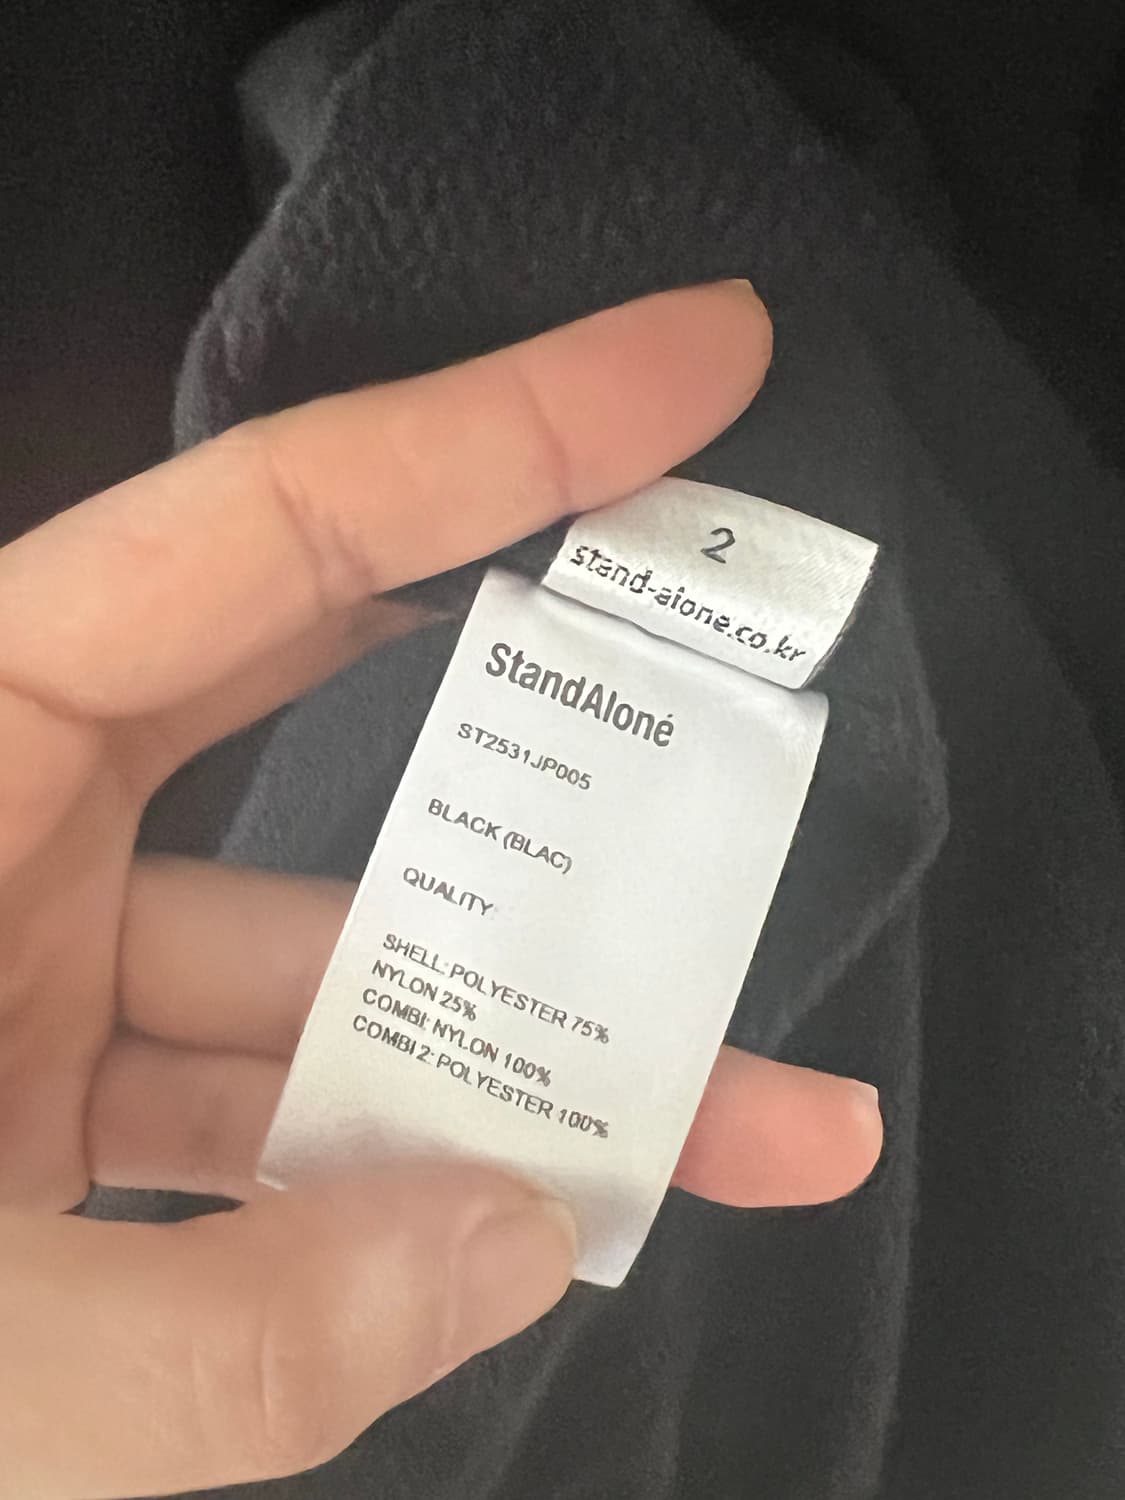 2
stand-alone.co.kr
StandAloné
ST2531JP005
BLACK (BLAC)
QUALITY:
SHELL: POLYESTER 75%
NYLON 25%
COMBI: NYLON 100%
COMBI 2: POLYESTER 100%